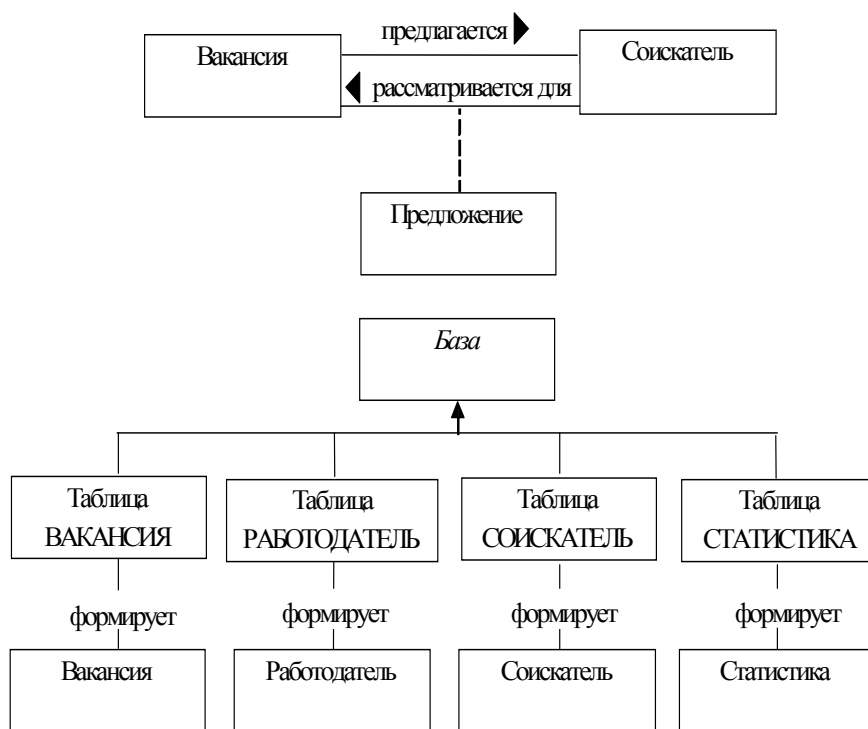 предлагается
Вакансия
Соискатель
рассматривается для
Предложение
База
Таблица
ВАКАНСИЯ
Таблица
РАБОТОДАТЕЛЬ
Таблица
СОИСКАТЕЛЬ
Таблица
СТАТИСТИКА
формирует
формирует
формирует
формирует
Вакансия
Работодатель
Соискатель
Статистика